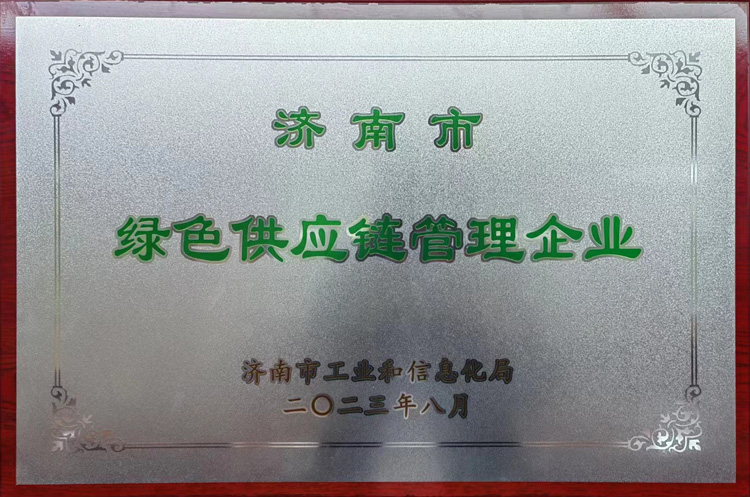 济南市
绿色供应链管理企业
济南市工业和信息化局
二〇二三年八月